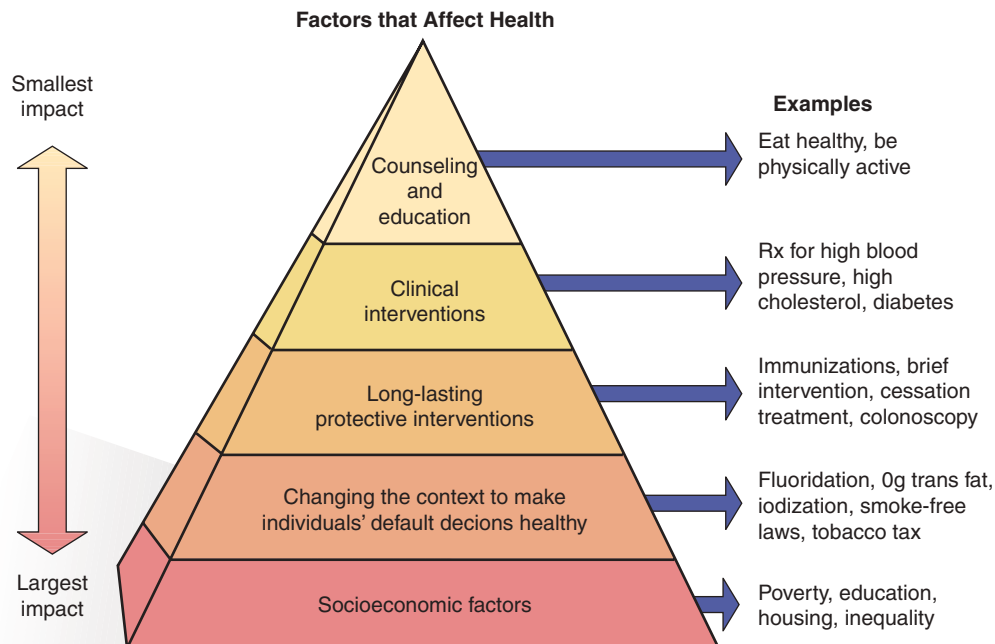 Factors that Affect Health
Smallest
impact
Largest
impact
Counseling
and
education
Clinical
interventions
Long-lasting
protective interventions
Changing the context to make
individuals’ default decions healthy
Socioeconomic factors
Examples
Eat healthy, be
physically active
Rx for high blood
pressure, high
cholesterol, diabetes
Immunizations, brief
intervention, cessation
treatment, colonoscopy
Fluoridation, 0g trans fat,
iodization, smoke-free
laws, tobacco tax
Poverty, education,
housing, inequality